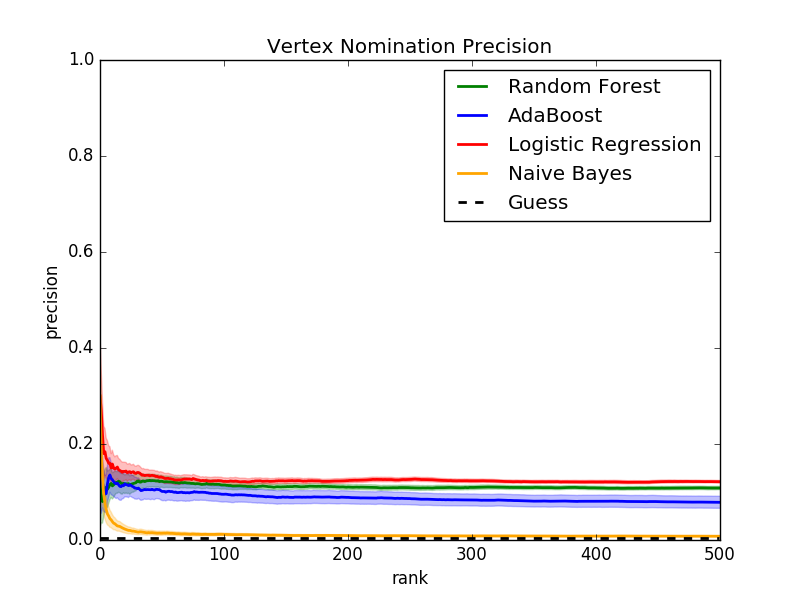 Vertex Nomination Precision
1.0
0.8
0.6
0.4
0.2
0.0
precision
Random Forest
AdaBoost
Logistic Regression
Naive Bayes
Guess
0 100 200 300 400 500
rank